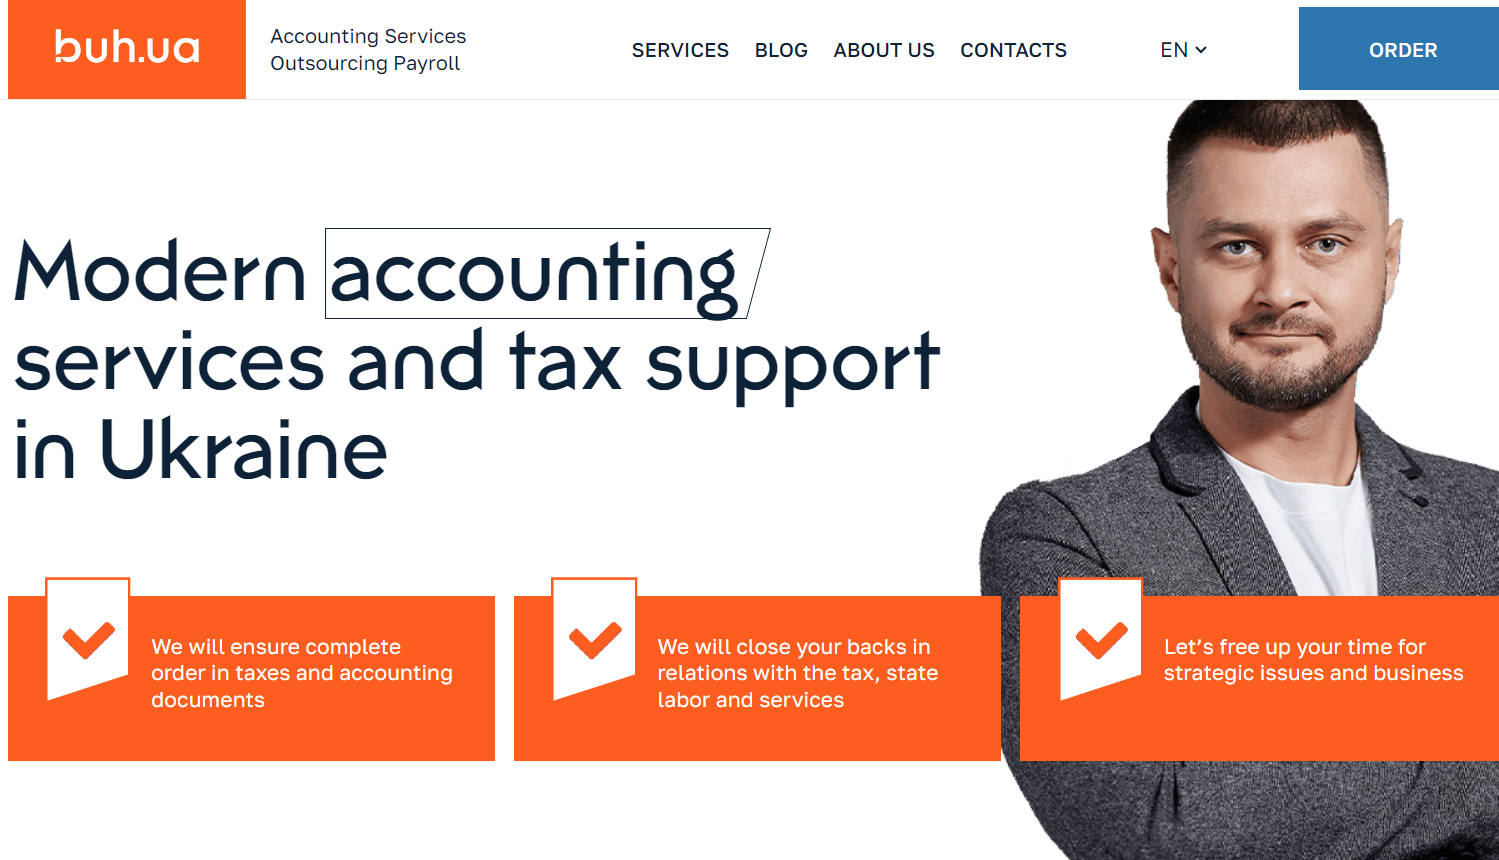 buh.ua
Accounting Services
Outsourcing Payroll
SERVICES
BLOG
ABOUT US
CONTACTS
EN
ORDER
Modern accounting
services and tax support
in Ukraine
We will ensure complete
order in taxes and accounting
documents
We will close your backs in
relations with the tax, state
labor and services
Let’s free up your time for
strategic issues and business